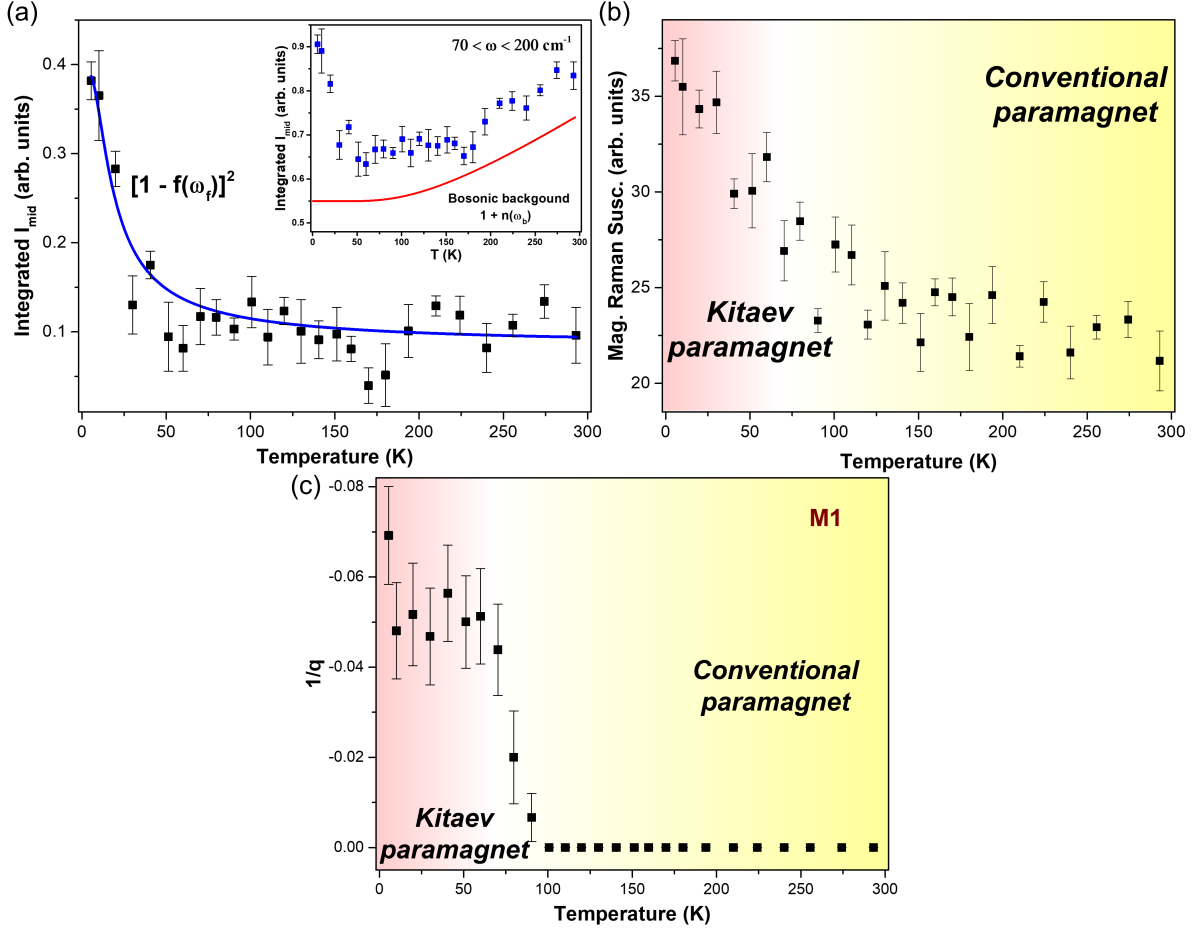 (a)
Integrated I_mid (arb. units)
0.4
0.3
0.2
0.1
0
50
100
150
200
250
300
Temperature (K)
[1 - f(ω_f)]^2
Integrated I_mid (arb. units)
0.9
0.8
0.7
0.6
0.5
0
50
100
150
200
250
300
T (K)
70 < ω < 200 cm^-1
Bosonic backgound
1 + n(ω_b)
(b)
Mag. Raman Susc. (arb. units)
35
30
25
20
0
50
100
150
200
250
300
Temperature (K)
Conventional
paramagnet
Kitaev
paramagnet
(c)
1/q
-0.08
-0.06
-0.04
-0.02
0.00
0
50
100
150
200
250
300
Temperature (K)
M1
Conventional
paramagnet
Kitaev
paramagnet